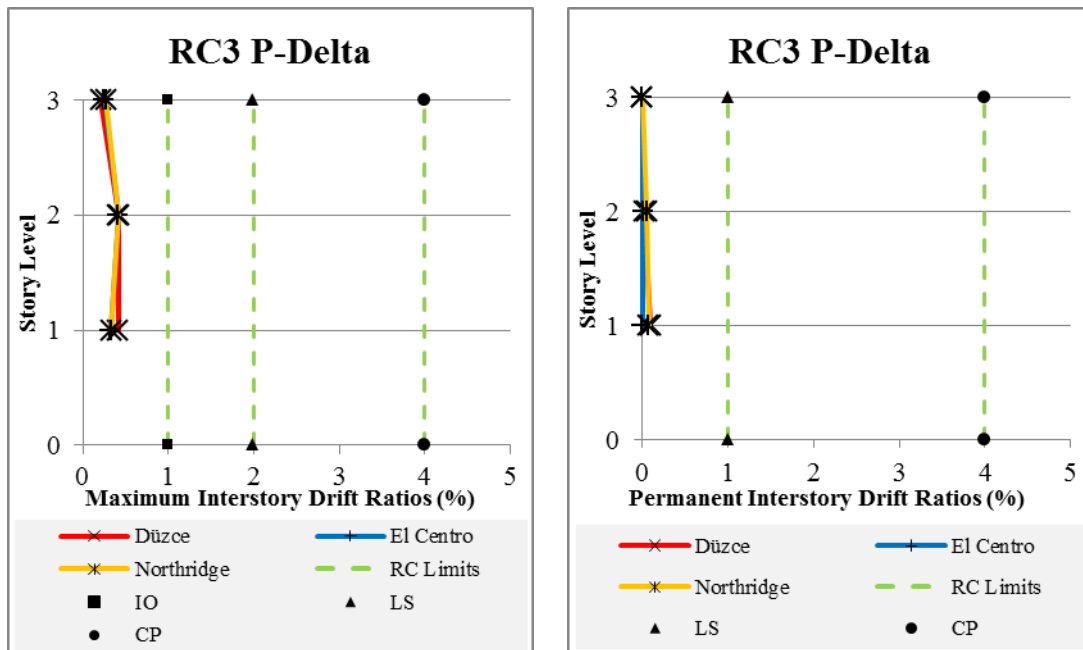 RC3 P-Delta
Story Level
3
2
1
0
0 1 2 3 4 5
Maximum Interstory Drift Ratios (%)
Düzce El Centro
Northridge RC Limits
IO LS
CP
RC3 P-Delta
Story Level
3
2
1
0
0 1 2 3 4 5
Permanent Interstory Drift Ratios (%)
Düzce El Centro
Northridge RC Limits
LS CP